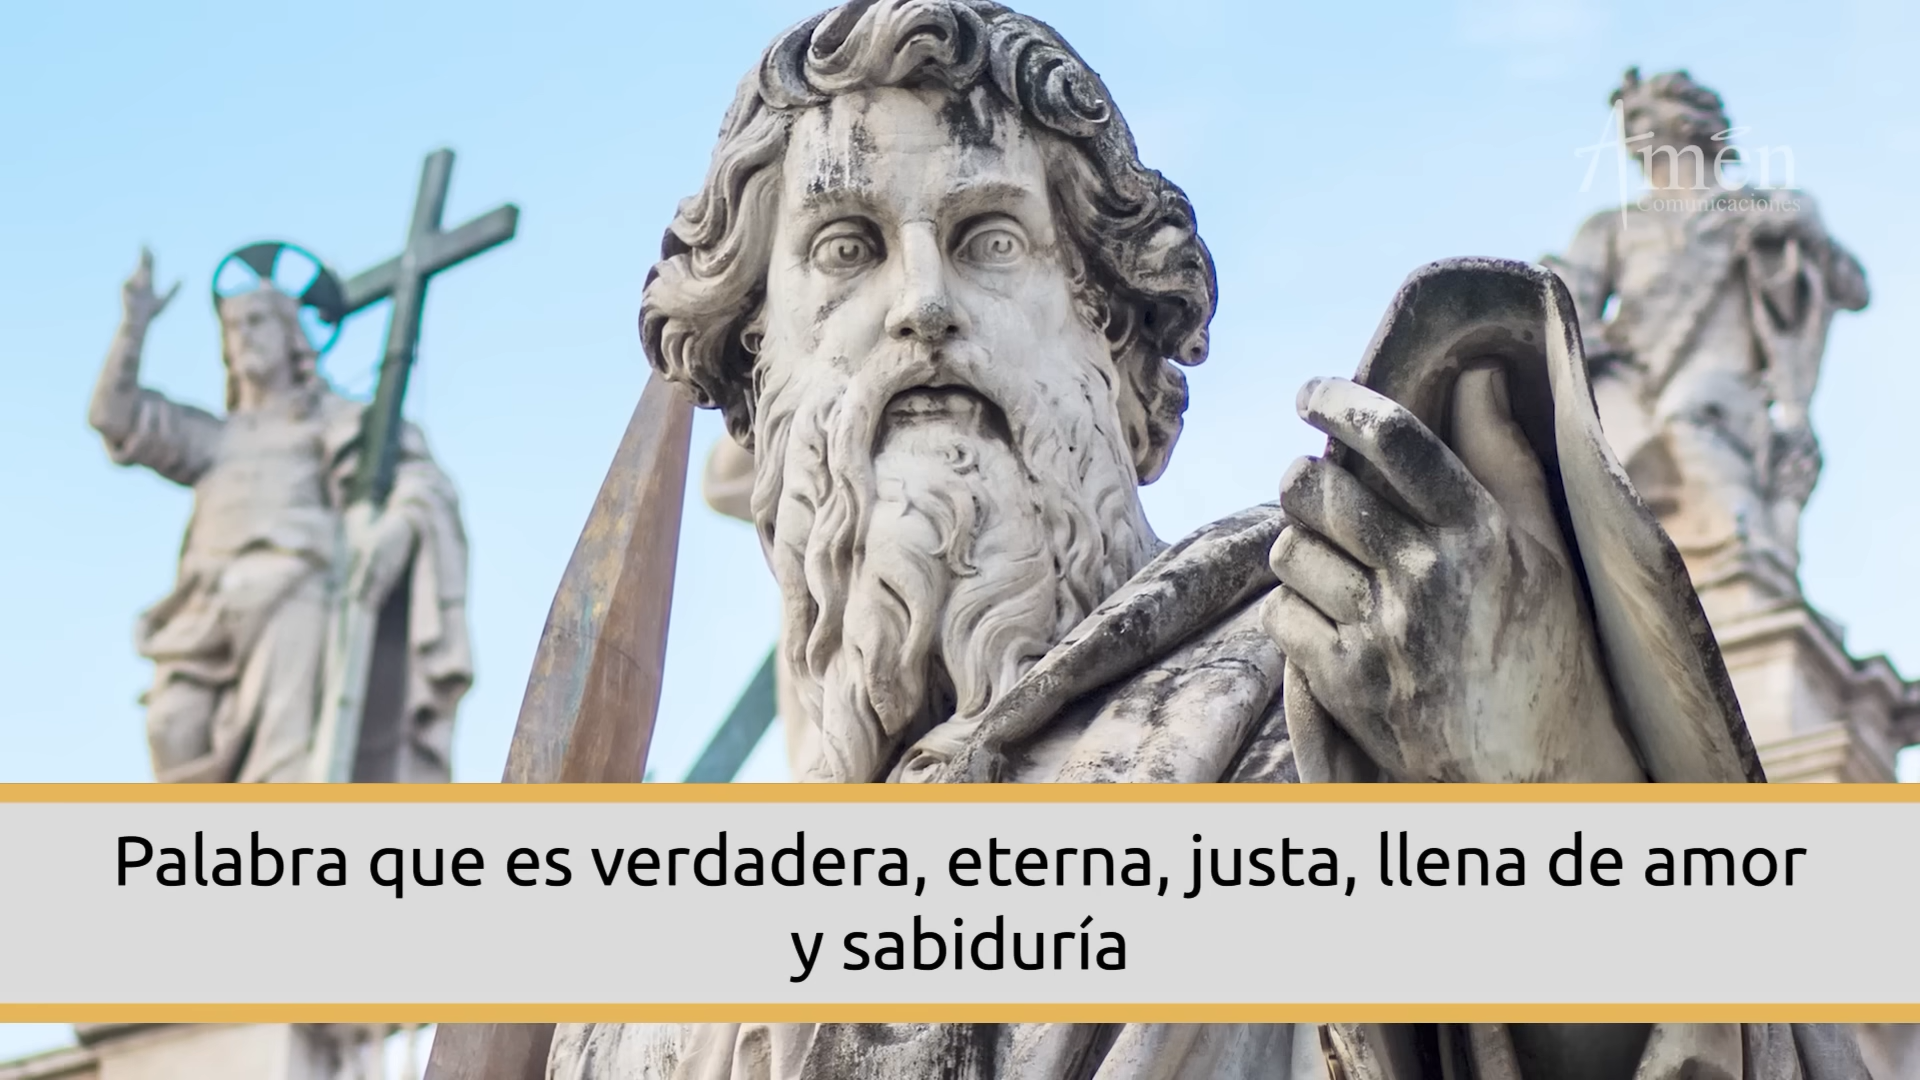 Amén
Comunicaciones
Palabra que es verdadera, eterna, justa, llena de amor
y sabiduría